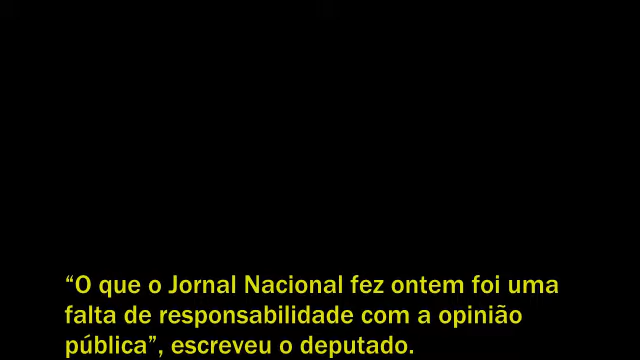 “O que o Jornal Nacional fez ontem foi uma
falta de responsabilidade com a opinião
pública”, escreveu o deputado.